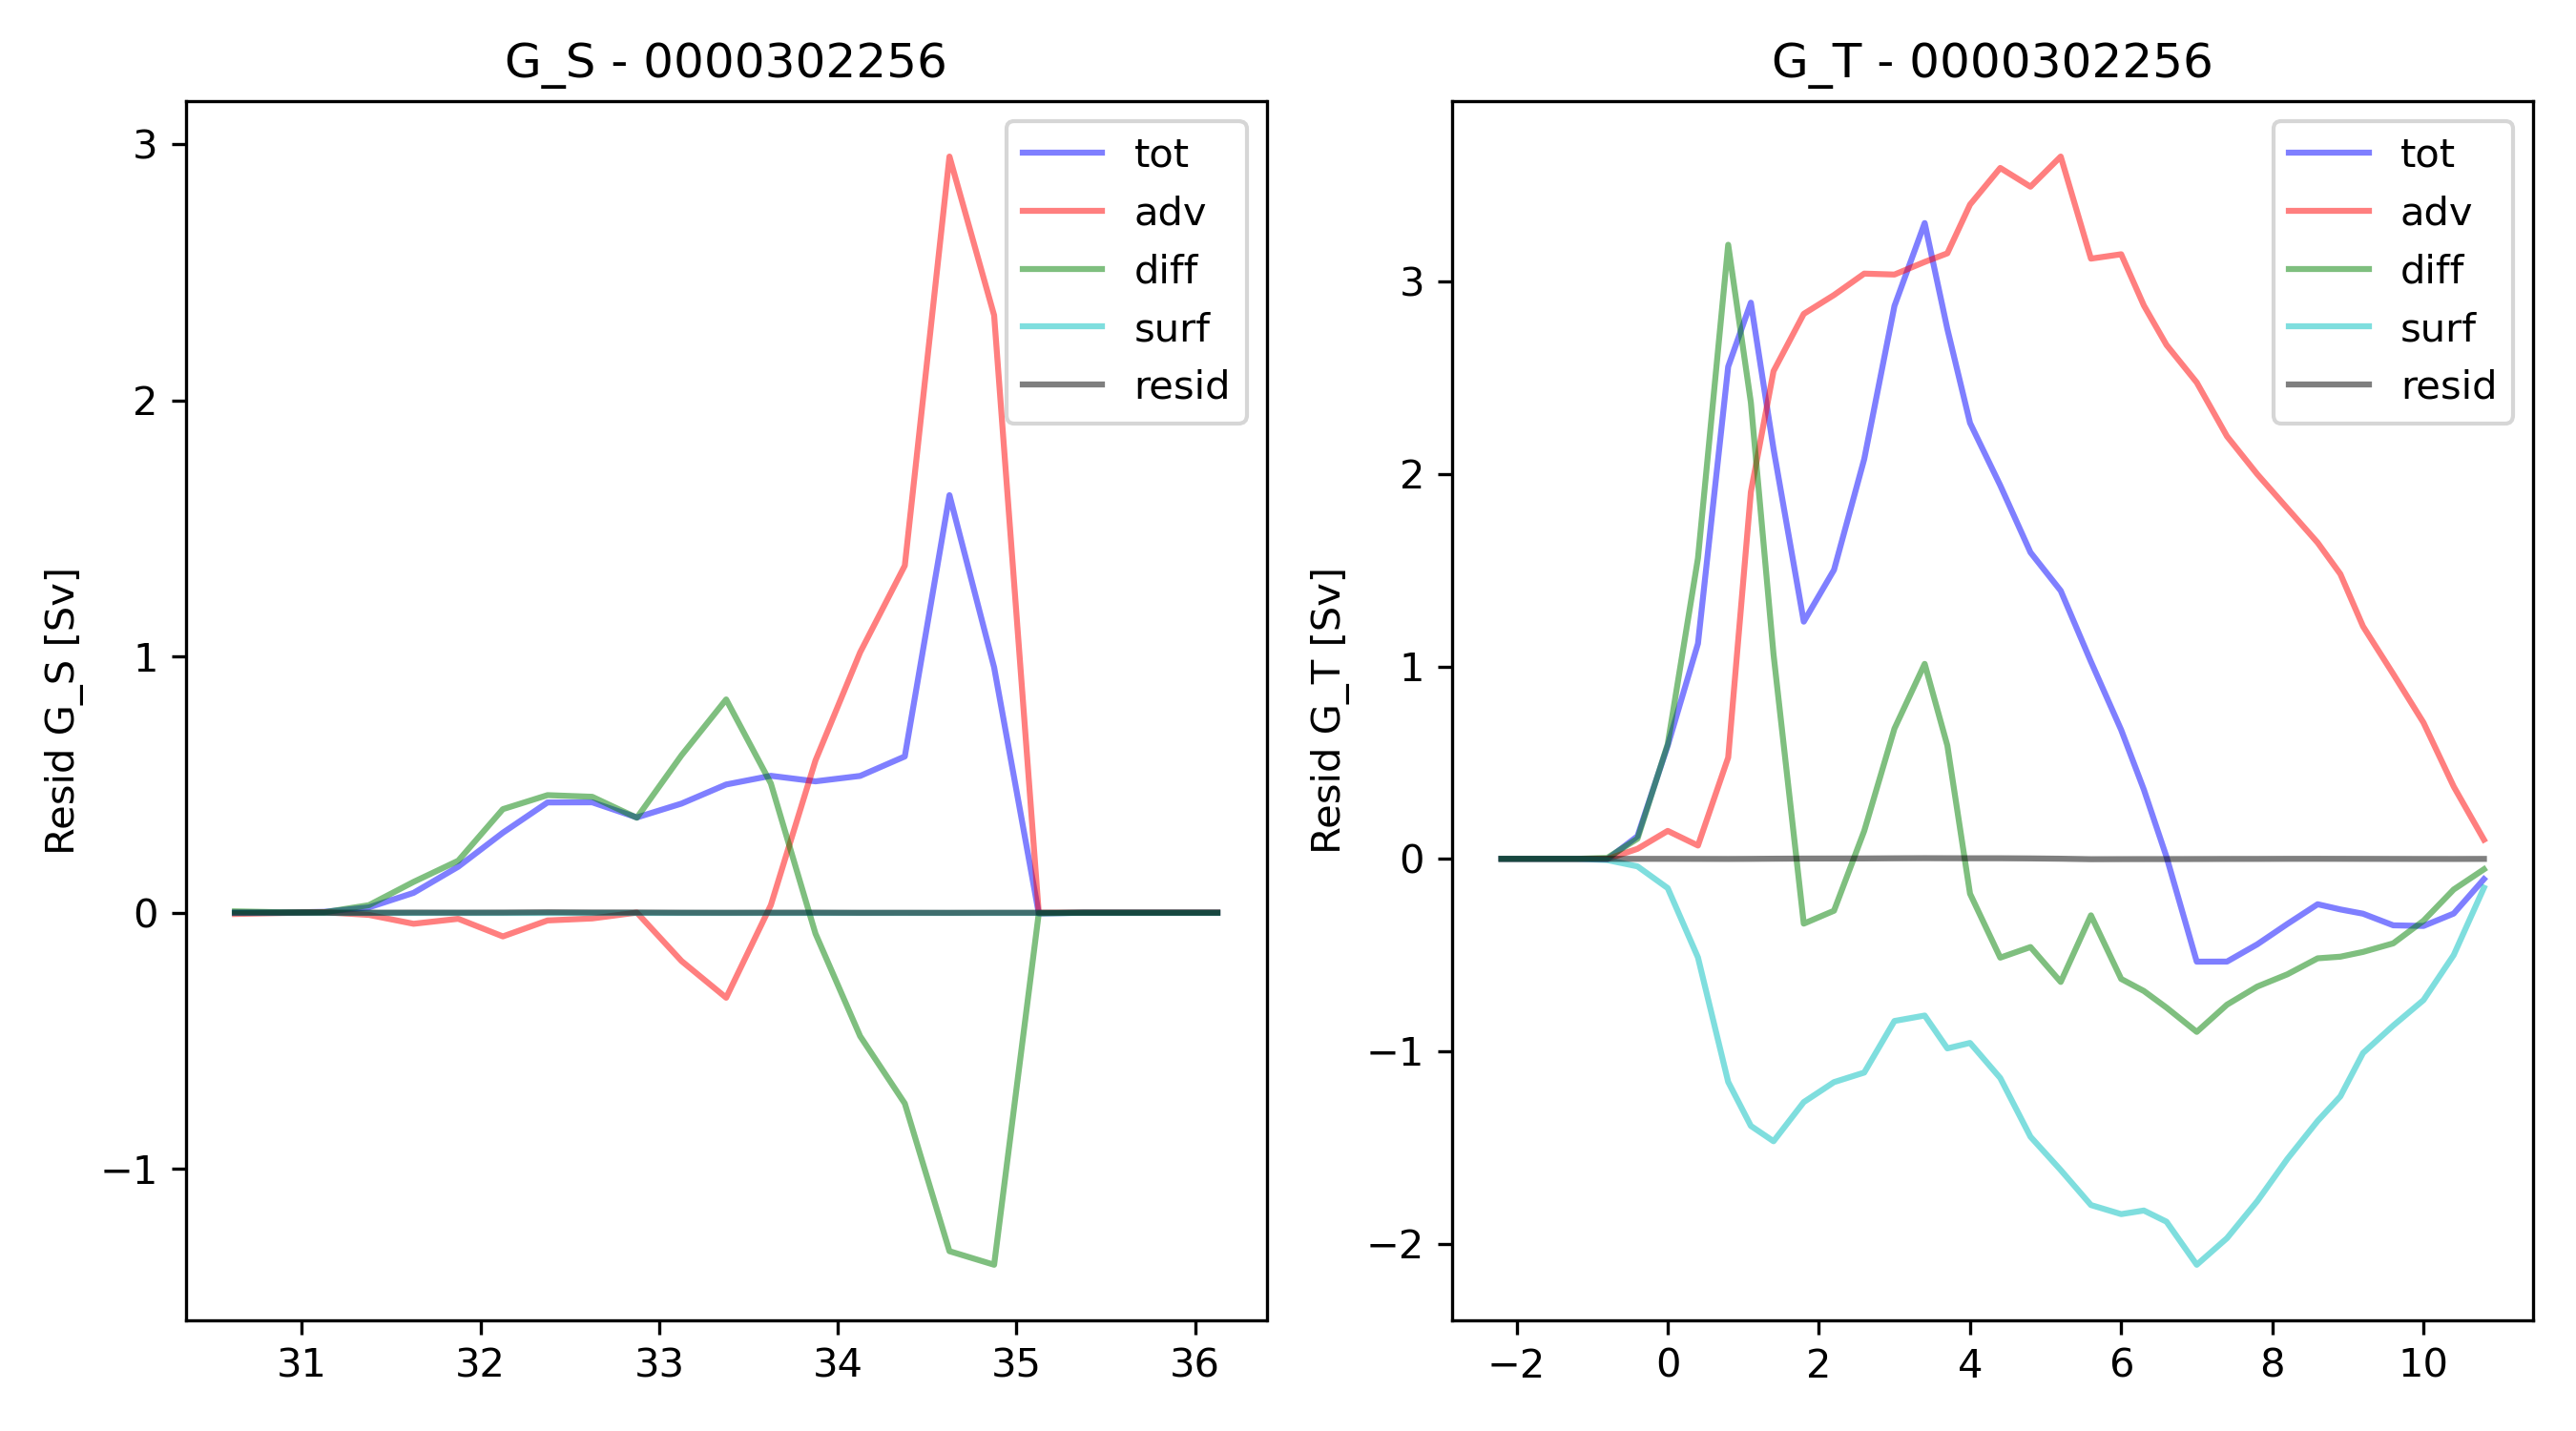 G_S - 0000302256
3
2
1
0
−1
Resid G_S [Sv]
31 32 33 34 35 36
tot
adv
diff
surf
resid
G_T - 0000302256
3
2
1
0
−1
−2
Resid G_T [Sv]
−2 0 2 4 6 8 10
tot
adv
diff
surf
resid